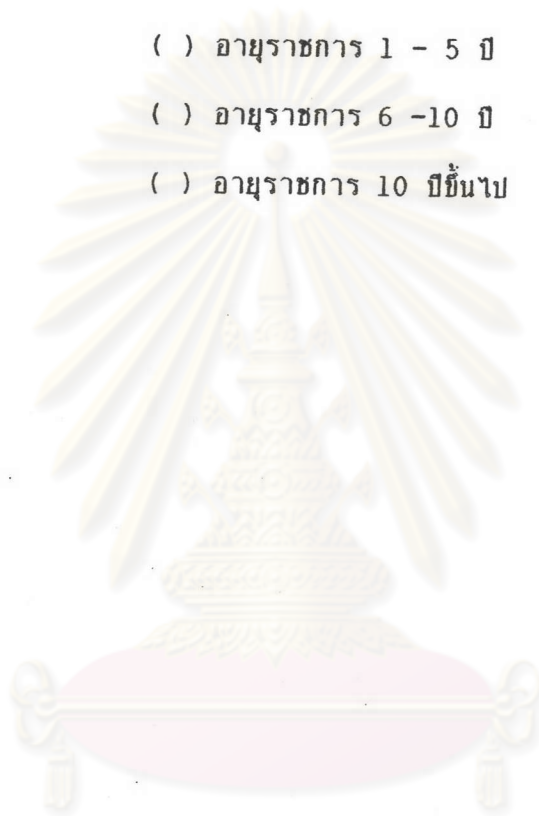 ( ) อายุราชการ 1 - 5 ปี
( ) อายุราชการ 6 -10 ปี
( ) อายุราชการ 10 ปีขึ้นไป